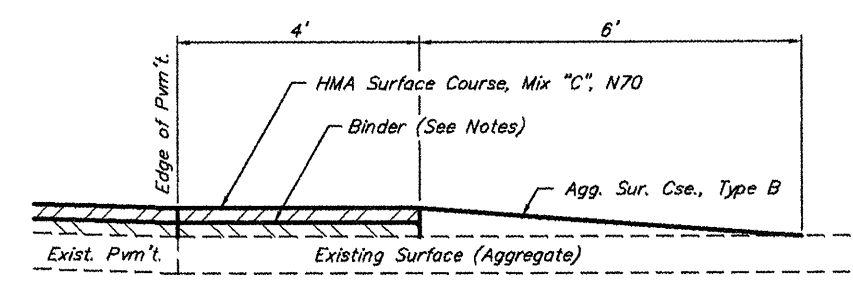 4'
6'
Edge of Pvm't.
HMA Surface Course, Mix "C", N70
Binder (See Notes)
Agg. Sur. Cse., Type B
Exist. Pvm't.
Existing Surface (Aggregate)